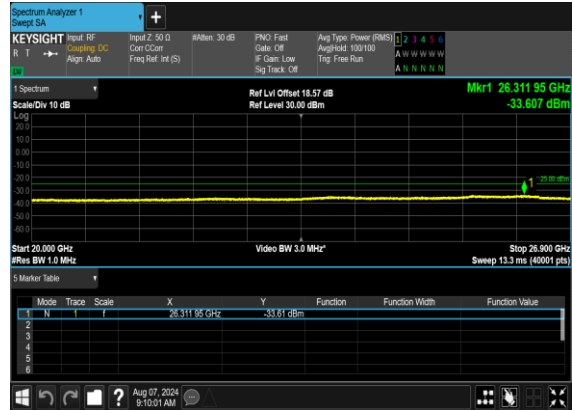 Spectrum Analyzer 1
Swept SA
+
KEYSIGHT Input: RF Input Z: 50 Ω #Atten: 30 dB PNO: Fast Avg Type: Power (RMS) 1 2 3 4 5 6
R T Coupling: DC Corr CCorr Gate: Off Avg|Hold: 100/100 A W W W W W
Align: Auto Freq Ref: Int (S) IF Gain: Low Trig: Free Run
Sig Track: Off A N N N N N
1 Spectrum Ref Lvl Offset 18.57 dB Mkr1 26.311 95 GHz
Scale/Div 10 dB Ref Level 30.00 dBm -33.607 dBm
Log
20.0
10.0
0.00
-10.0
-20.0
1 -25.00 dBm
-30.0
-40.0
-50.0
-60.0
Start 20.000 GHz Video BW 3.0 MHz* Stop 26.900 GHz
#Res BW 1.0 MHz Sweep 13.3 ms (40001 pts)
5 Marker Table
Mode Trace Scale X Y Function Function Width Function Value
1 N 1 f 26.311 95 GHz -33.61 dBm
2
3
4
5
6
? Aug 07, 2024
9:10:01 AM